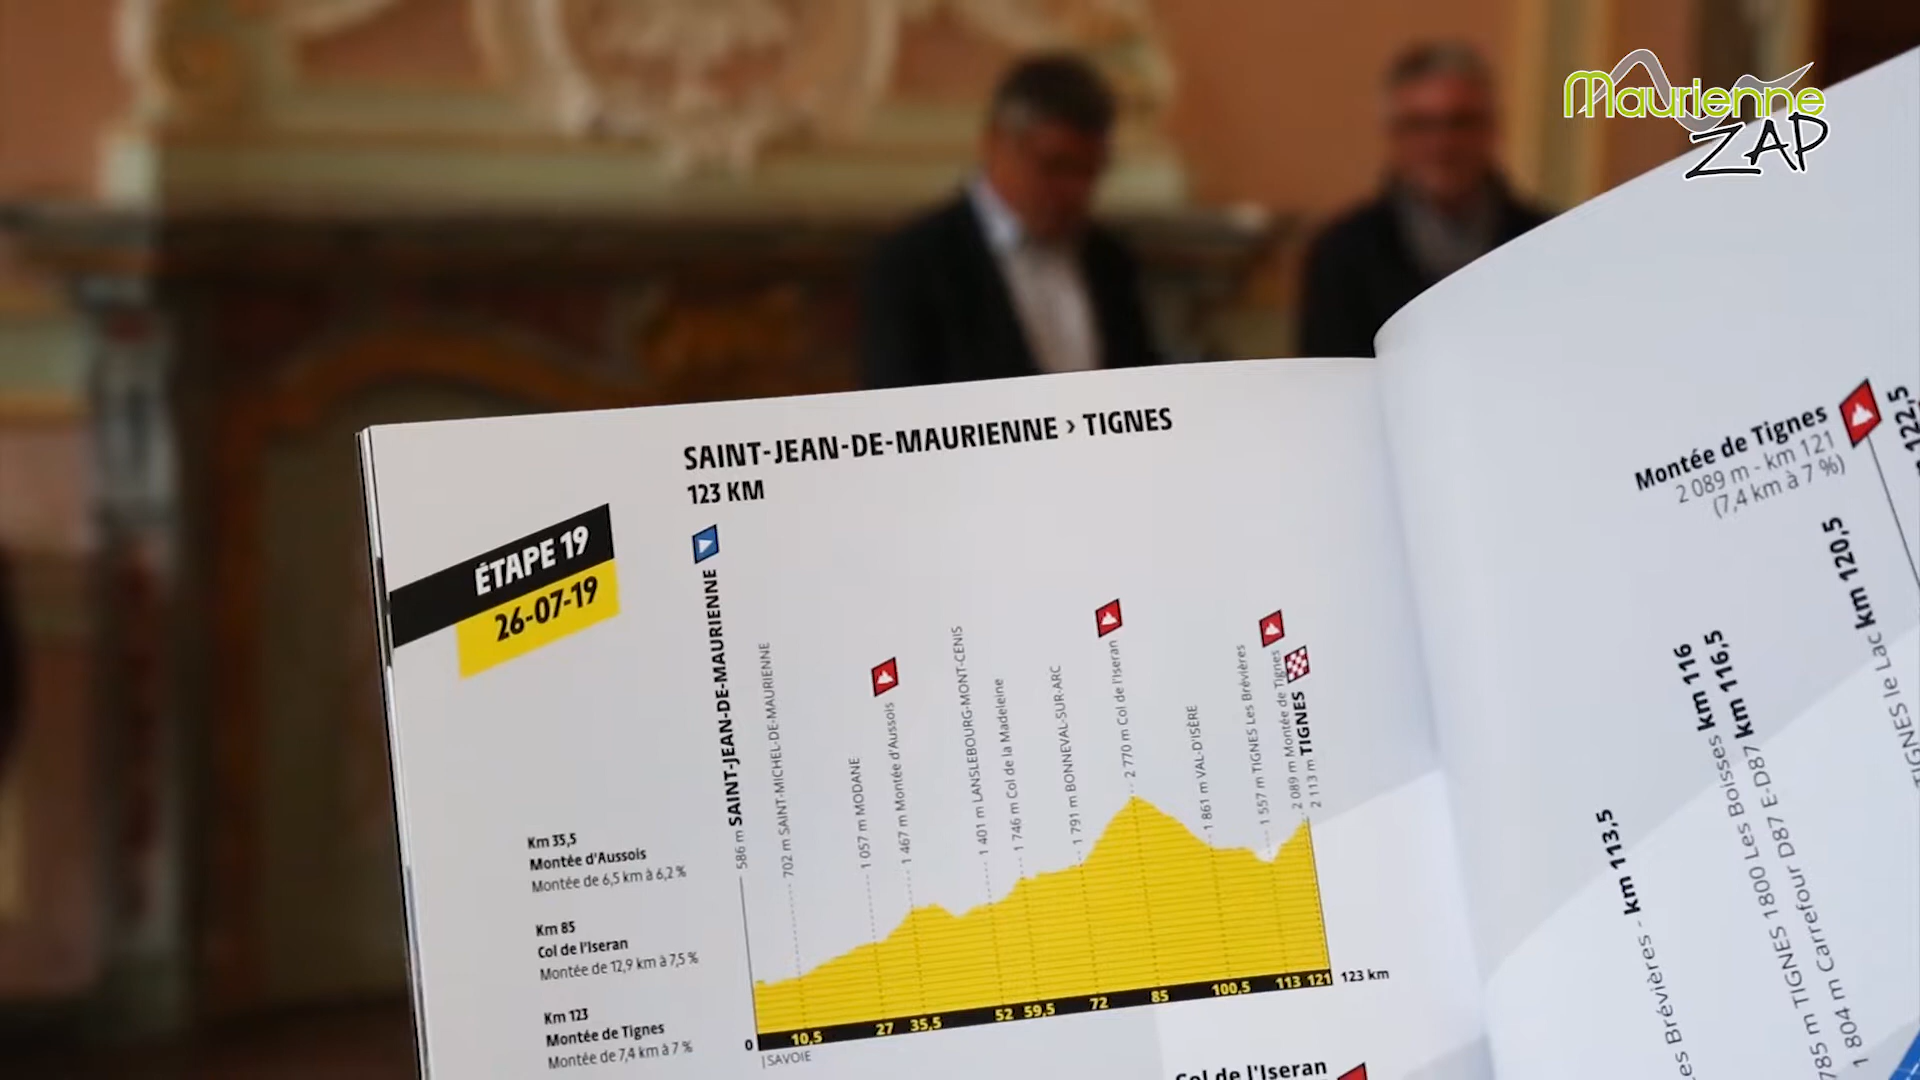 Maurienne
ZAP
SAINT-JEAN-DE-MAURIENNE › TIGNES
123 KM
ÉTAPE 19
26-07-19
586 m SAINT-JEAN-DE-MAURIENNE
702 m SAINT-MICHEL-DE-MAURIENNE
1 057 m MODANE
1 467 m Montée d'Aussois
1 401 m LANSLEBOURG-MONT-CENIS
1 746 m Col de la Madeleine
1 791 m BONNEVAL-SUR-ARC
2 770 m Col de l'Iseran
1 861 m VAL-D'ISÈRE
1 557 m TIGNES Les Brévières
2 089 m Montée de Tignes
2 113 m TIGNES
Km 35,5
Montée d'Aussois
Montée de 6,5 km à 6,2 %
Km 85
Col de l'Iseran
Montée de 12,9 km à 7,5 %
Km 123
Montée de Tignes
Montée de 7,4 km à 7 %
0 10,5 27 35,5 52 59,5 72 85 100,5 113 121 123 km
SAVOIE
Col de l'Iseran
Montée de Tignes
2 089 m - km 121
(7,4 km à 7 %)
Brévières - km 113,5
TIGNES 1800 Les Boisses km 116
1 804 m Carrefour D87 E-D87 km 116,5
TIGNES le Lac km 120,5
122,5